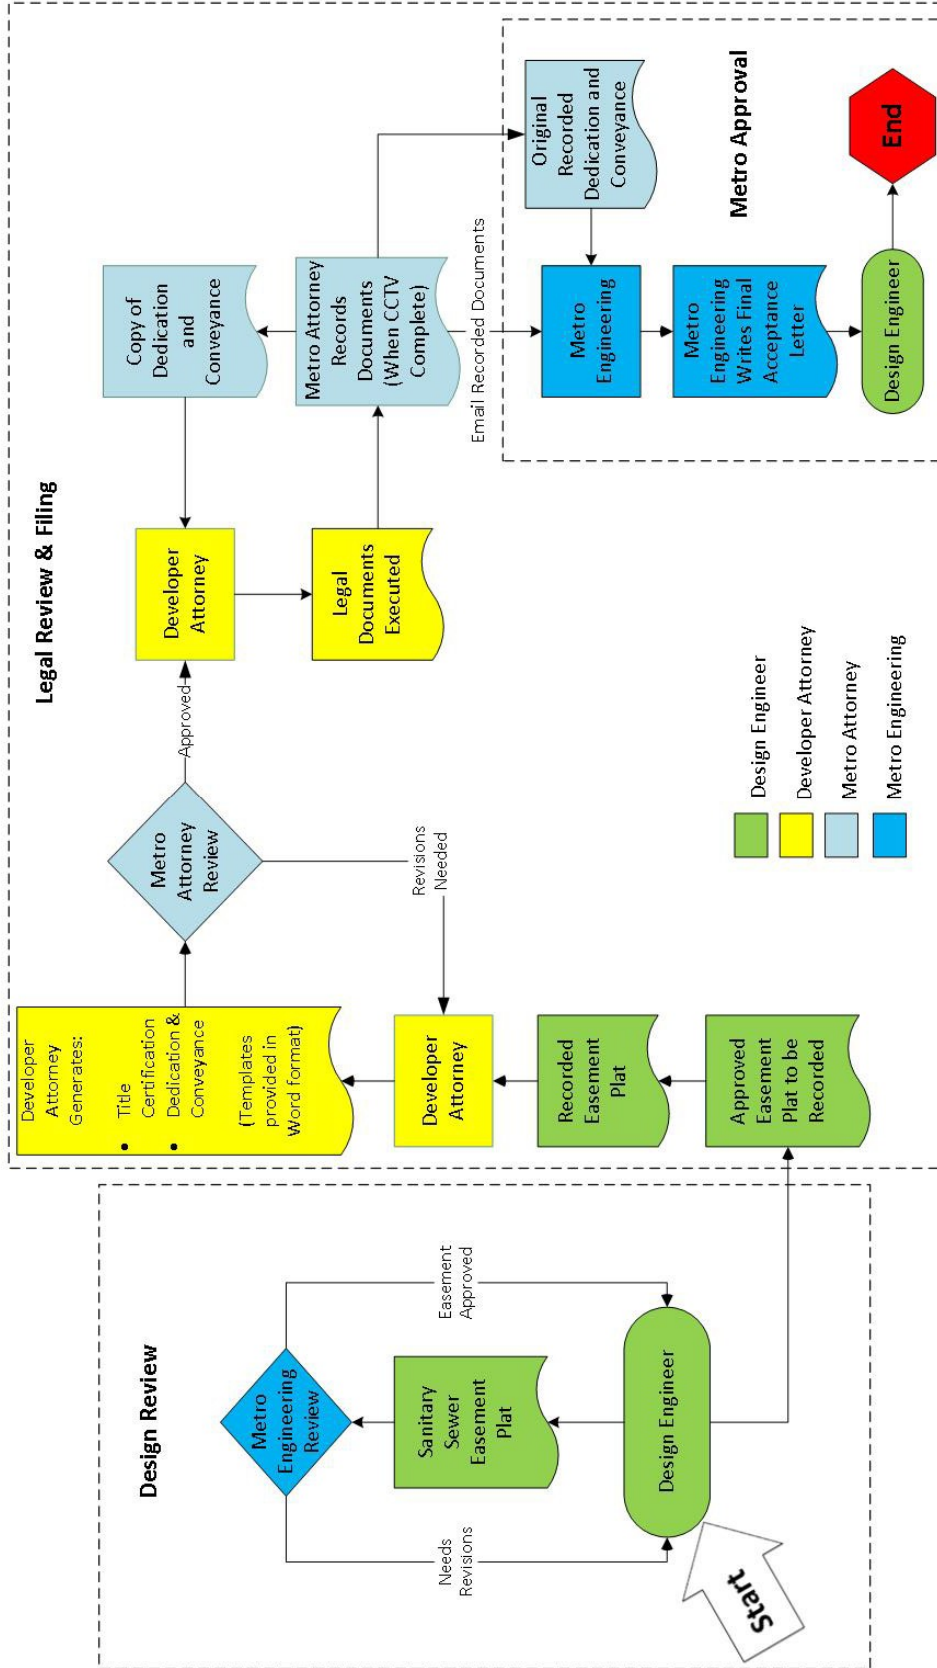 Design Review
Start
Design Engineer
Sanitary
Sewer
Easement
Plat
Metro
Engineering
Review
Needs
Revisions
Easement
Approved
Legal Review & Filing
Approved
Easement
Plat to be
Recorded
Recorded
Easement
Plat
Developer
Attorney
Developer
Attorney
Generates:
• Title
Certification
• Dedication &
Conveyance
(Templates
provided in
Word format)
Metro
Attorney
Review
Revisions
Needed
Approved
Developer
Attorney
Legal
Documents
Executed
Copy of
Dedication
and
Conveyance
Metro Attorney
Records
Documents
(When CCTV
Complete)
Email Recorded Documents
Original
Recorded
Dedication and
Conveyance
Metro Approval
Metro
Engineering
Metro
Engineering
Writes Final
Acceptance
Letter
Design Engineer
End
Design Engineer
Developer Attorney
Metro Attorney
Metro Engineering